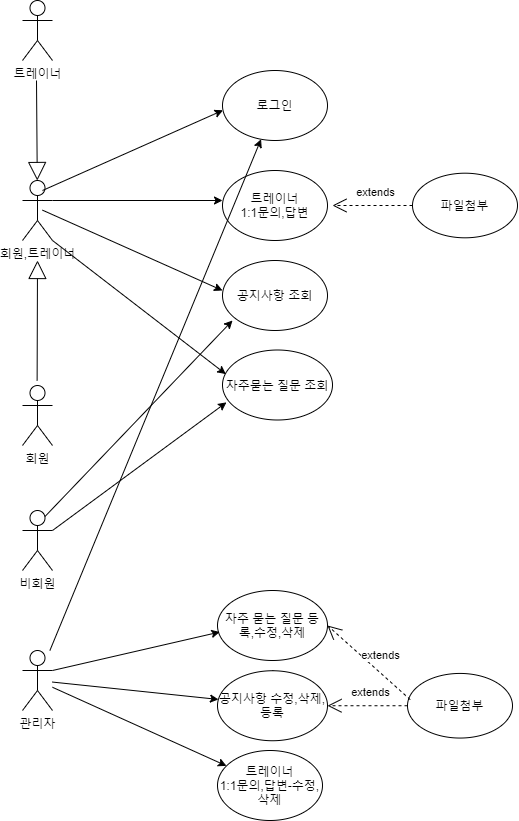 트레이너
로그인
extends
트레이너
1:1문의,답변
파일첨부
회원,트레이너
공지사항 조회
자주묻는 질문 조회
회원
비회원
자주 묻는 질문 등
록,수정,삭제
extends
관리자
공지사항 수정,삭제,
등록
extends
파일첨부
트레이너
1:1문의,답변-수정,
삭제